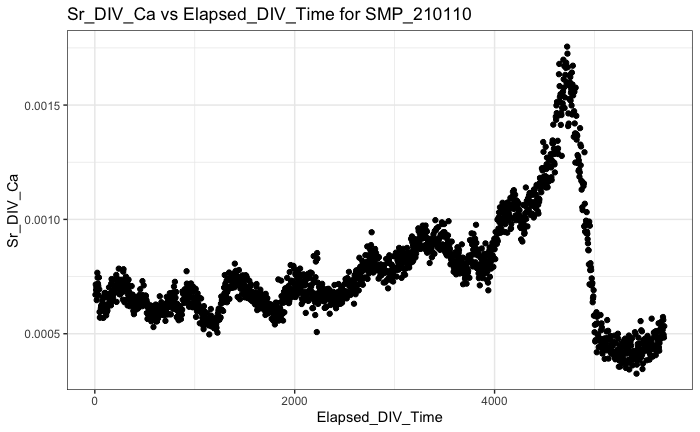 Sr_DIV_Ca vs Elapsed_DIV_Time for SMP_210110
0.0015
0.0010
0.0005
Sr_DIV_Ca
0 2000 4000
Elapsed_DIV_Time